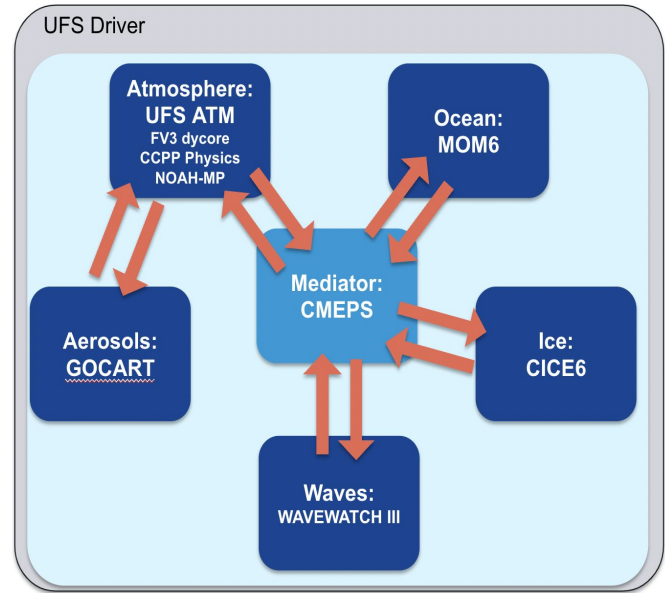 UFS Driver
Atmosphere:
UFS ATM
FV3 dycore
CCPP Physics
NOAH-MP
Ocean:
MOM6
Mediator:
CMEPS
Aerosols:
GOCART
Ice:
CICE6
Waves:
WAVEWATCH III